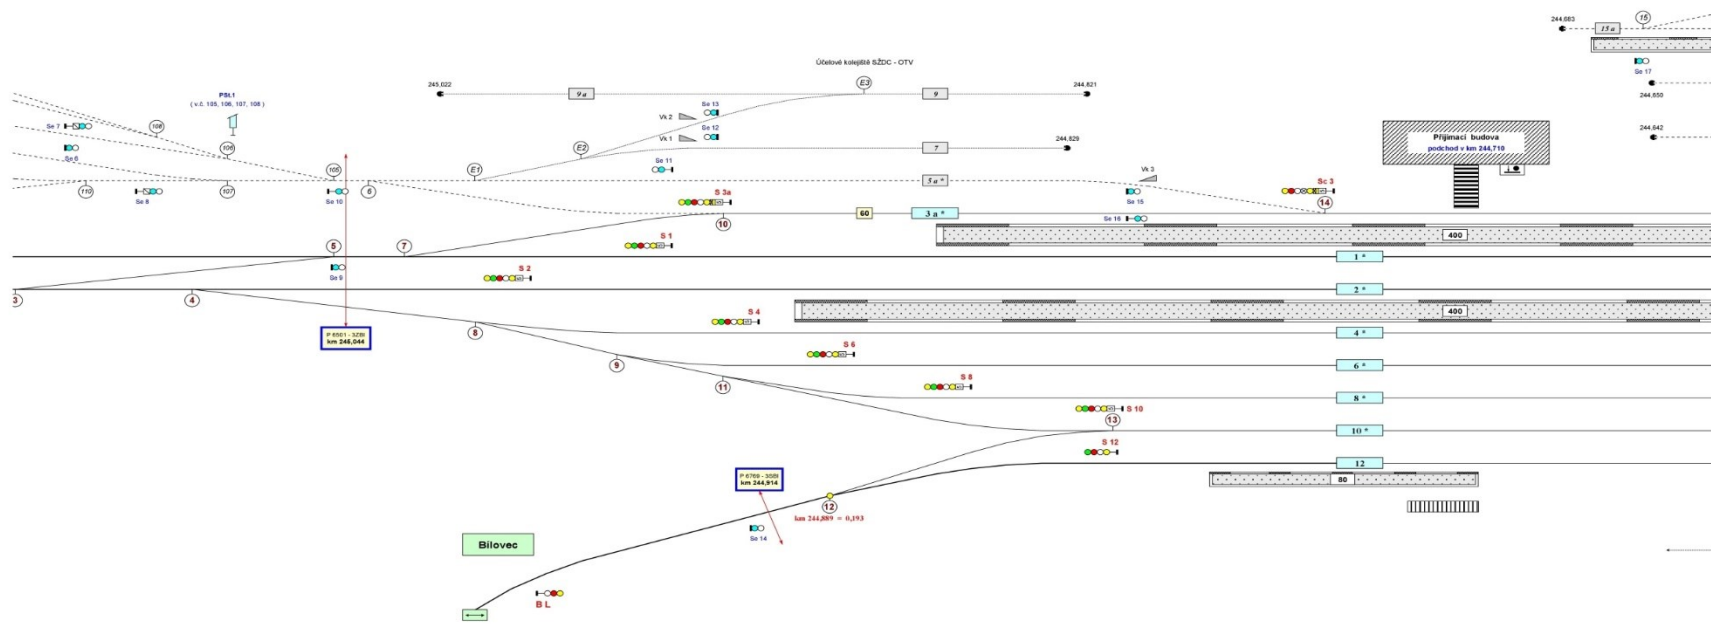 244,683
15
15 a
Se 17
244,650
244,642
Účelové kolejiště SŽDC - OTV
245,022
9 a
E3
9
244,821
PSt.1
( v.č. 105, 106, 107, 108 )
Se 7
108
Se 6
106
Vk 2
Se 13
Vk 1
Se 12
E2
7
244,829
Přijímací budova
podchod v km 244,710
Se 11
105
E1
5 a *
Vk 3
110
Se 8
107
Se 10
6
S 3a
Se 15
Sc 3
14
10
60
3 a *
Se 16
400
5
7
S 1
1 *
Se 9
S 2
2 *
3
4
400
P 6501 - 3ZBI
km 245,044
8
S 4
4 *
9
S 6
6 *
11
S 8
8 *
S 10
13
10 *
S 12
12
P 6769 - 3SBI
km 244,914
80
12
km 244,889 = 0,193
Se 14
Bílovec
B L